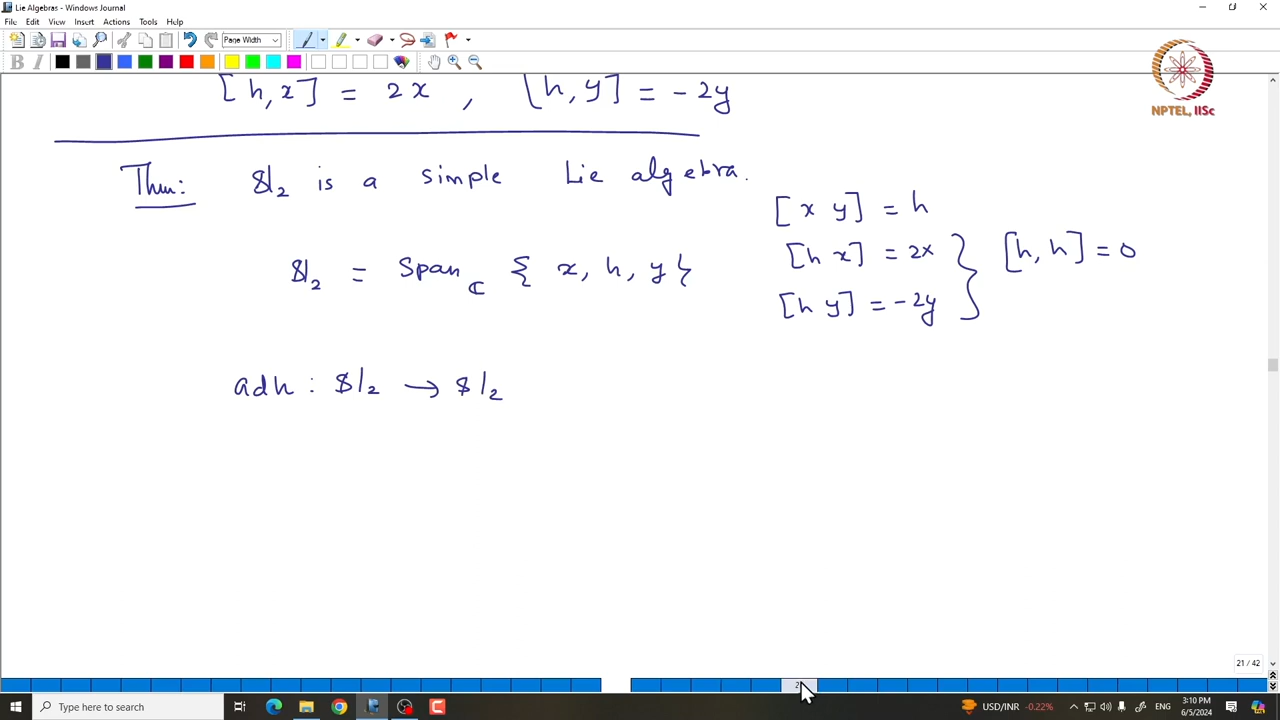 Lie Algebras - Windows Journal
File Edit View Insert Actions Tools Help
Page Width
B I
NPTEL, IISc
[h,x] = 2x , [h,y] = -2y
Thm: sl₂ is a simple Lie algebra.
[x y] = h
[h x] = 2x } [h,h] = 0
[h y] = -2y
sl₂ = Span_ℂ { x, h, y }
adh : sl₂ → sl₂
21 / 42
Type here to search
USD/INR -0.22%
3:10 PM
6/5/2024